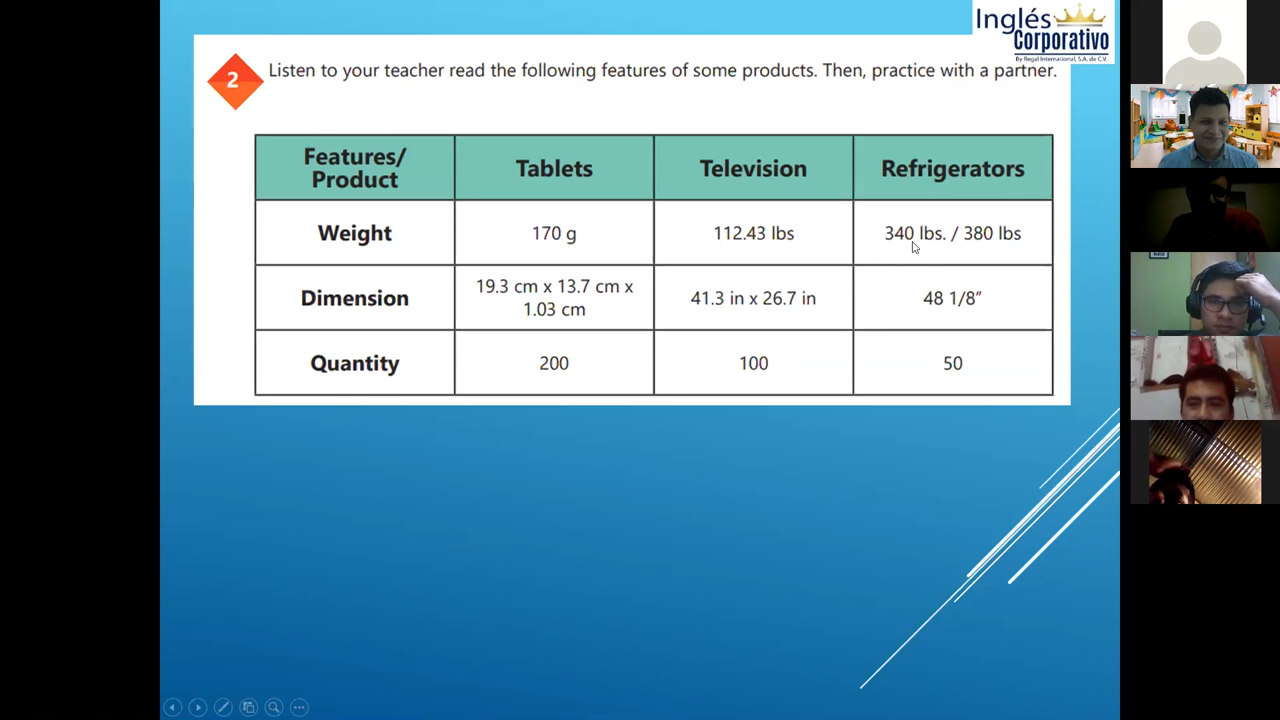 Inglés
Corporativo
By Regal International, S.A. de C.V.
2
Listen to your teacher read the following features of some products. Then, practice with a partner.
Features/ Product Tablets Television Refrigerators
Weight 170 g 112.43 lbs 340 lbs. / 380 lbs
Dimension 19.3 cm x 13.7 cm x 1.03 cm 41.3 in x 26.7 in 48 1/8”
Quantity 200 100 50